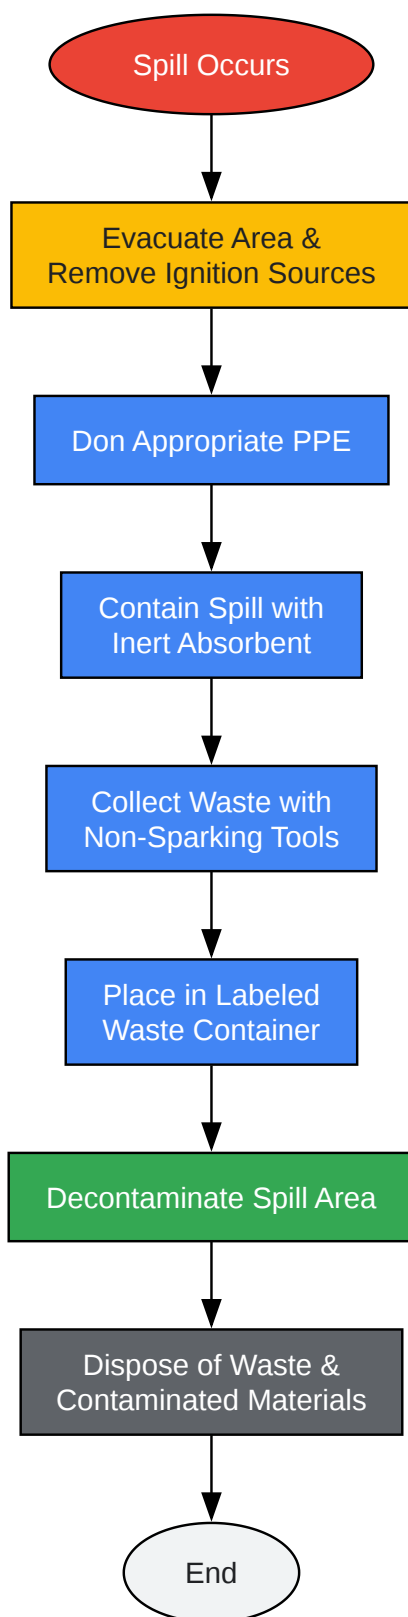 Spill Occurs
Evacuate Area &
Remove Ignition Sources
Don Appropriate PPE
Contain Spill with
Inert Absorbent
Collect Waste with
Non-Sparking Tools
Place in Labeled
Waste Container
Decontaminate Spill Area
Dispose of Waste &
Contaminated Materials
End